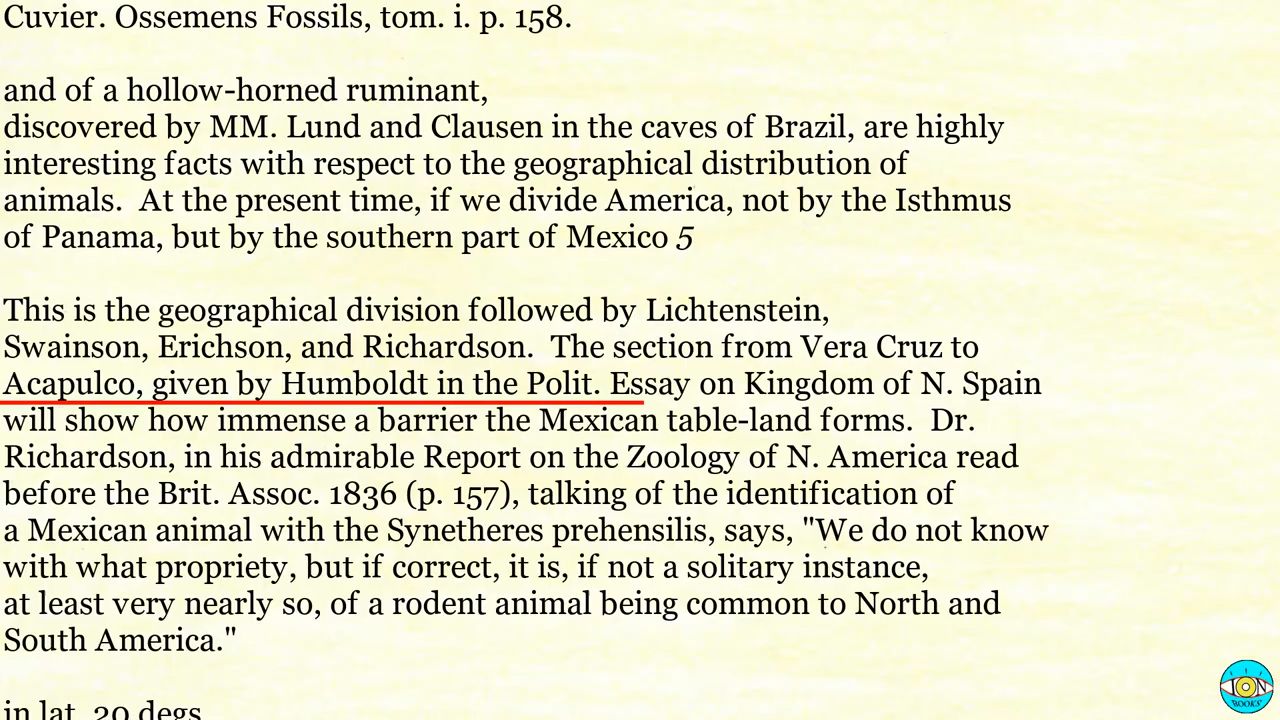 Cuvier. Ossemens Fossils, tom. i. p. 158.
and of a hollow-horned ruminant,
discovered by MM. Lund and Clausen in the caves of Brazil, are highly
interesting facts with respect to the geographical distribution of
animals.  At the present time, if we divide America, not by the Isthmus
of Panama, but by the southern part of Mexico 5
This is the geographical division followed by Lichtenstein,
Swainson, Erichson, and Richardson.  The section from Vera Cruz to
Acapulco, given by Humboldt in the Polit. Essay on Kingdom of N. Spain
will show how immense a barrier the Mexican table-land forms.  Dr.
Richardson, in his admirable Report on the Zoology of N. America read
before the Brit. Assoc. 1836 (p. 157), talking of the identification of
a Mexican animal with the Synetheres prehensilis, says, "We do not know
with what propriety, but if correct, it is, if not a solitary instance,
at least very nearly so, of a rodent animal being common to North and
South America."
in lat. 20 degs
ION
BOOKS